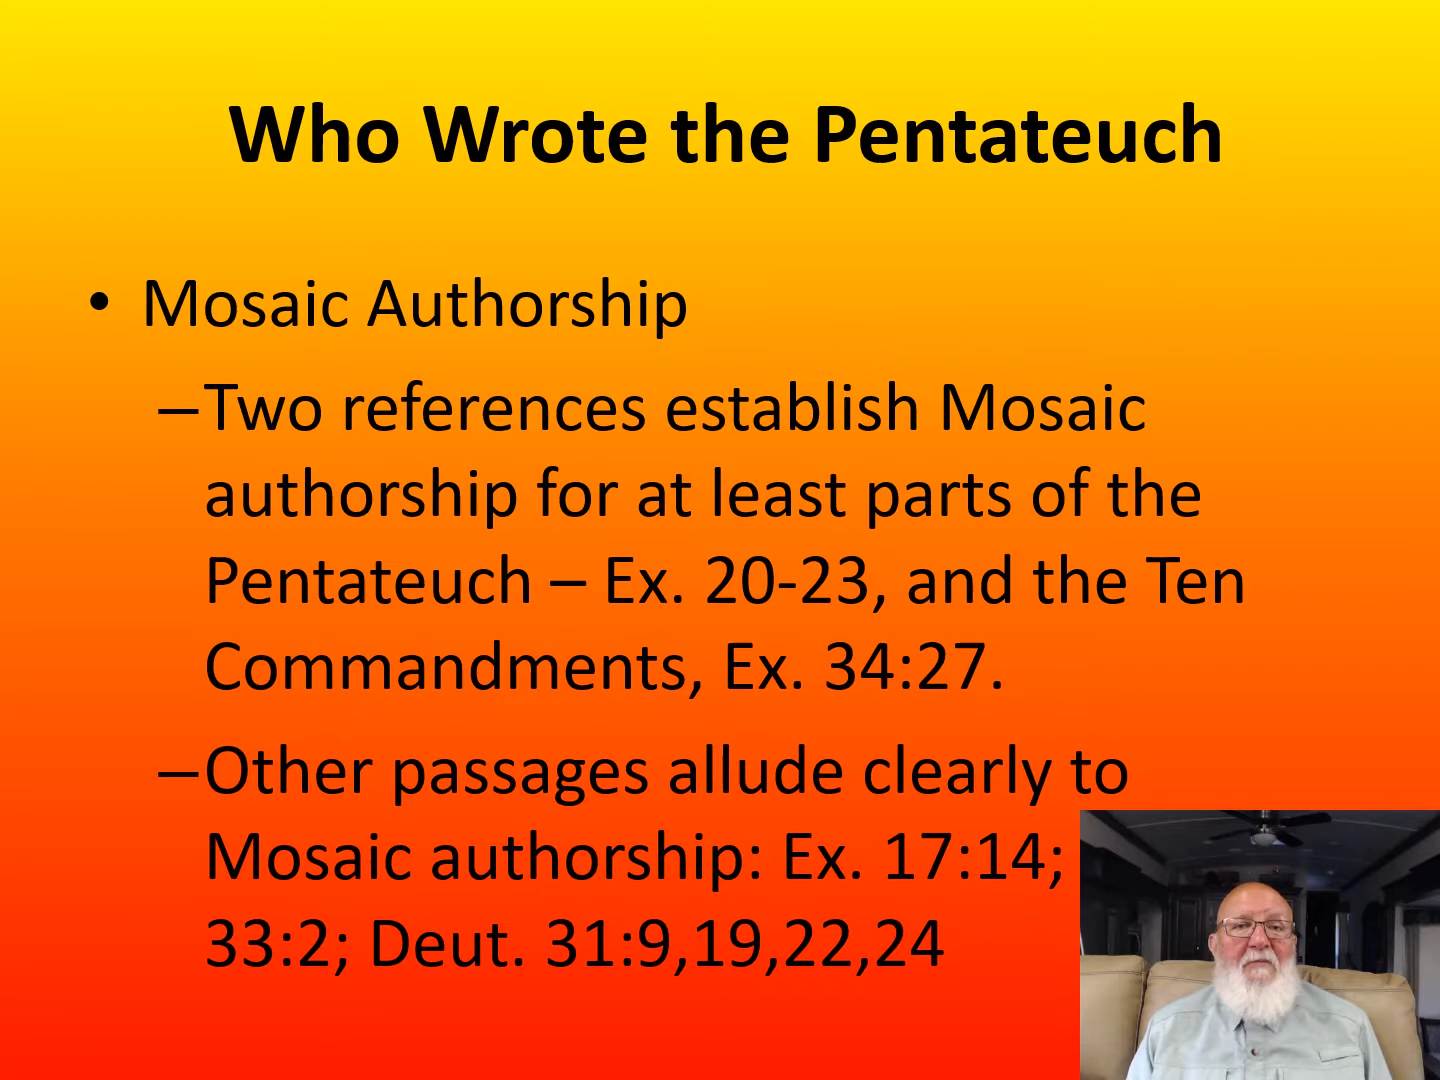 Who Wrote the Pentateuch
• Mosaic Authorship
–Two references establish Mosaic
authorship for at least parts of the
Pentateuch – Ex. 20-23, and the Ten
Commandments, Ex. 34:27.
–Other passages allude clearly to
Mosaic authorship: Ex. 17:14;
33:2; Deut. 31:9,19,22,24